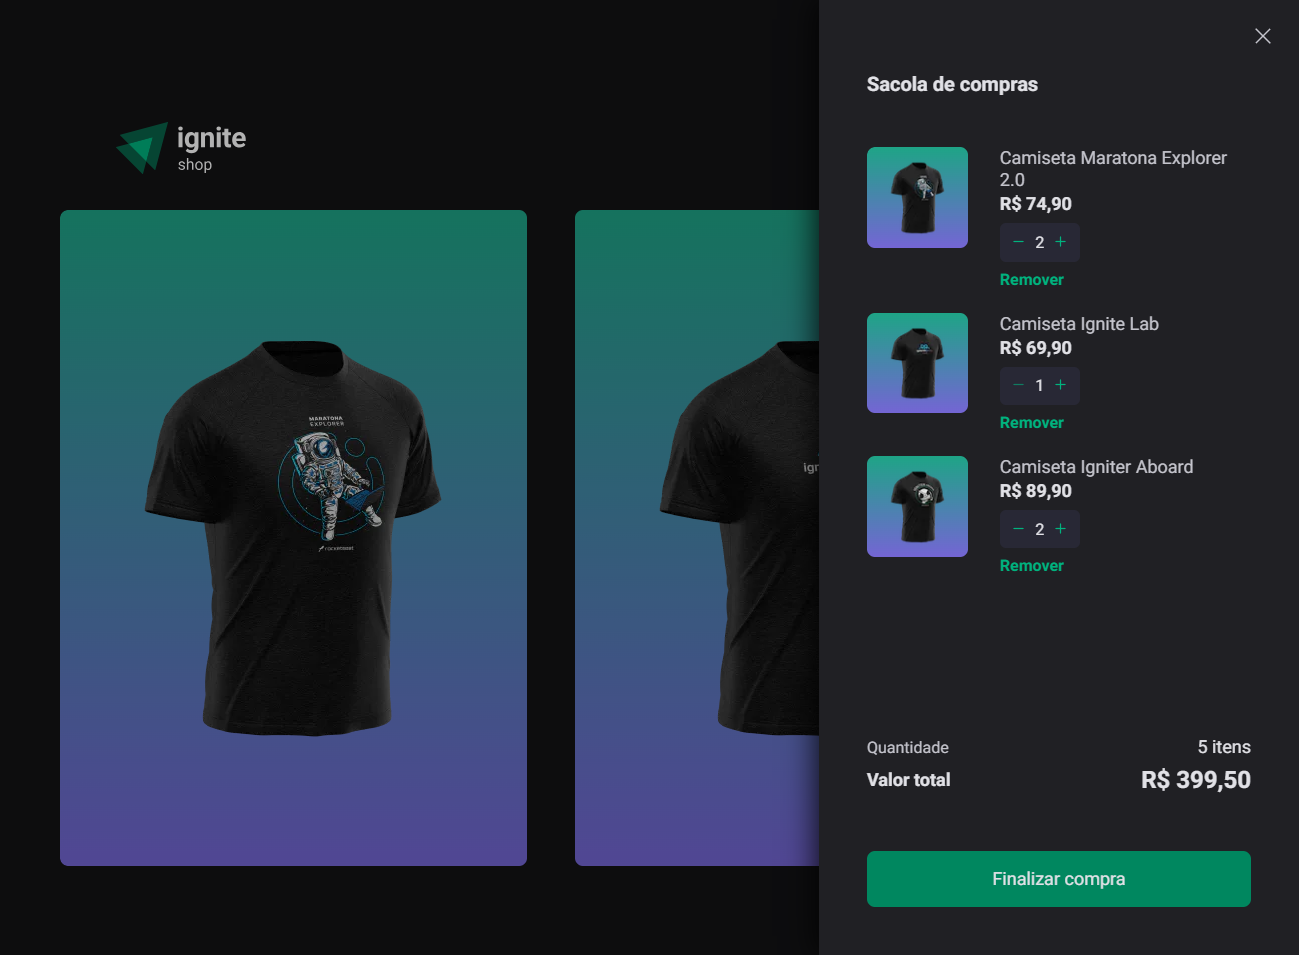 ignite
shop
MARATONA
EXPLORER
rocketseat
ign
Sacola de compras
Camiseta Maratona Explorer
2.0
R$ 74,90
− 2 +
Remover
Camiseta Ignite Lab
R$ 69,90
− 1 +
Remover
Camiseta Igniter Aboard
R$ 89,90
− 2 +
Remover
Quantidade 5 itens
Valor total R$ 399,50
Finalizar compra